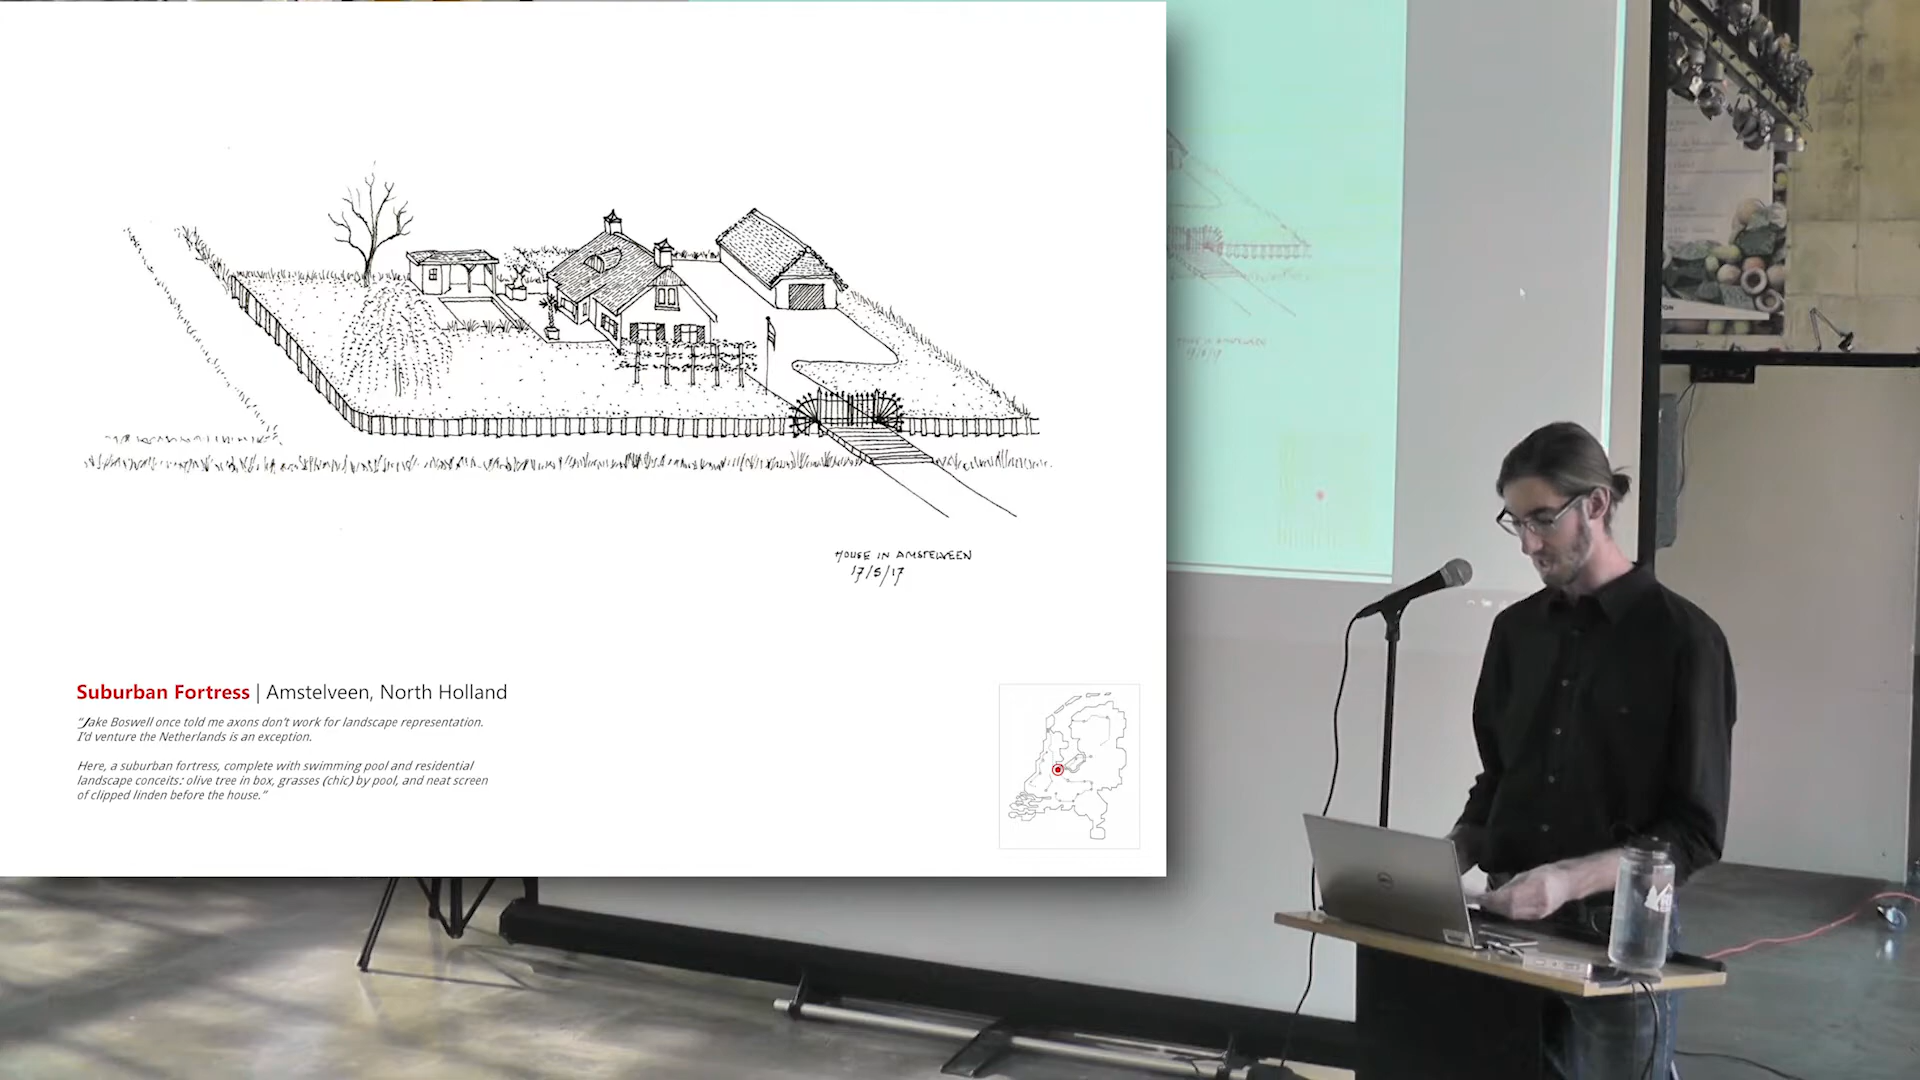 HOUSE IN AMSTELVEEN
17/5/17
Suburban Fortress | Amstelveen, North Holland
“Jake Boswell once told me axons don’t work for landscape representation.
I’d venture the Netherlands is an exception.
Here, a suburban fortress, complete with swimming pool and residential
landscape conceits: olive tree in box, grasses (chic) by pool, and neat screen
of clipped linden before the house.”